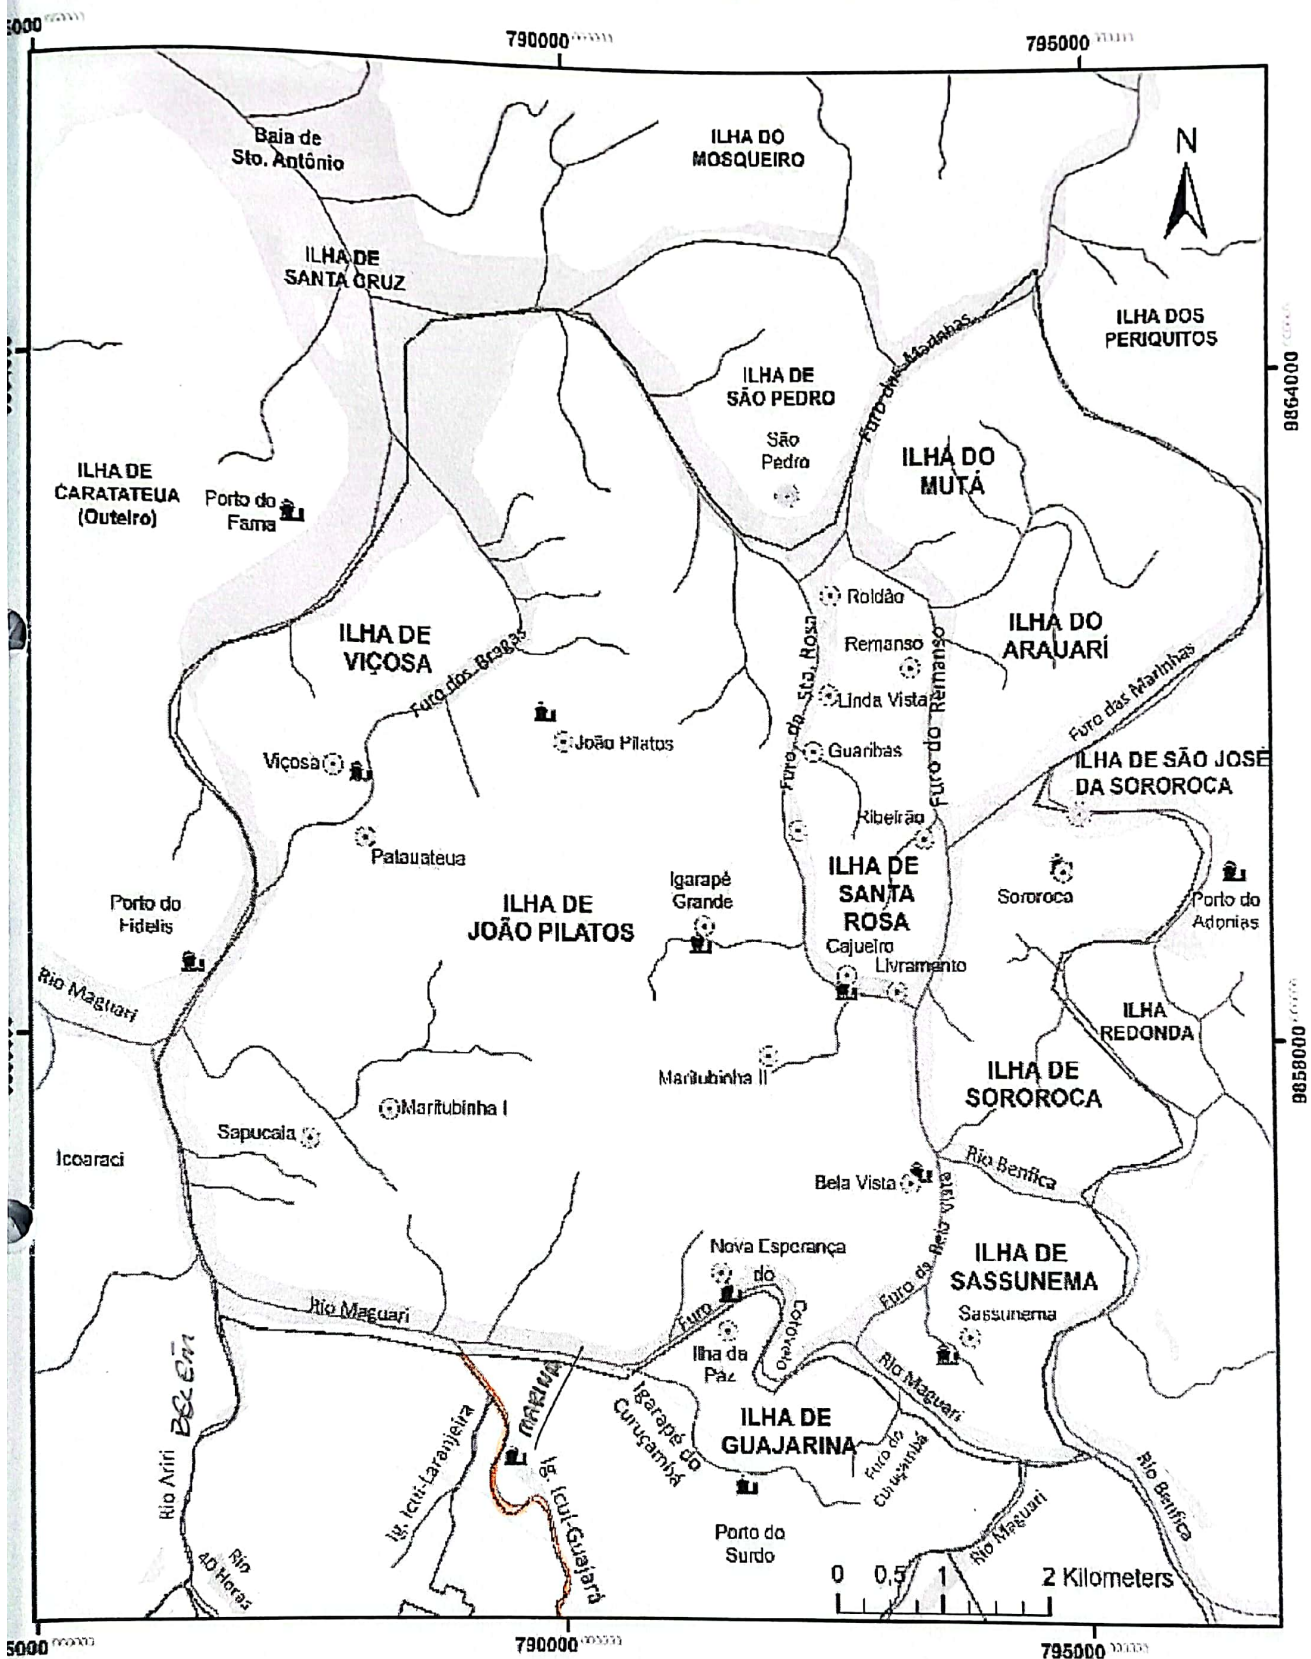 790000
795000
Baia de
Sto. Antônio
ILHA DO
MOSQUEIRO
N
ILHA DE
SANTA CRUZ
ILHA DOS
PERIQUITOS
9864000
Furo das Marinhas
ILHA DE
SÃO PEDRO
São
Pedro
ILHA DO
MUTÁ
ILHA DE
CARATATEUA
(Outeiro)
Porto do
Fama
Roldão
ILHA DE
VIÇOSA
Furo dos Bragas
Furo do Sta. Rosa
Remanso
Furo do Remanso
ILHA DO
ARAUARÍ
Furo das Marinhas
Linda Vista
João Pilatos
Guaribas
Viçosa
ILHA DE SÃO JOSÉ
DA SOROROCA
Ribeirão
Patauateua
ILHA DE
SANTA
ROSA
Igarapé
Grande
Sororoca
Porto do
Adonias
Porto do
Fidelis
ILHA DE
JOÃO PILATOS
Cajueiro
Livramento
Rio Maguari
ILHA
REDONDA
Maritubinha II
ILHA DE
SOROROCA
9858000
Maritubinha I
Sapucaia
Icoaraci
Rio Benfica
Bela Vista
Furo da Bela Vista
Nova Esperança
ILHA DE
SASSUNEMA
Rio Maguari
Furo
do
Cotovelo
Sassunema
Ilha da
Paz
BELÉM
MARINA
Rio Maguari
Igarapé do
Curuçambá
ILHA DE
GUAJARINA
Furo do
Curuçambá
Rio Ariri
Ig. Icuí-Laranjeira
Ig. Icuí-Guajará
Rio Benfica
Rio Maguari
Porto do
Surdo
Rio
40 Horas
0 0,5 1 2 Kilometers
790000
795000